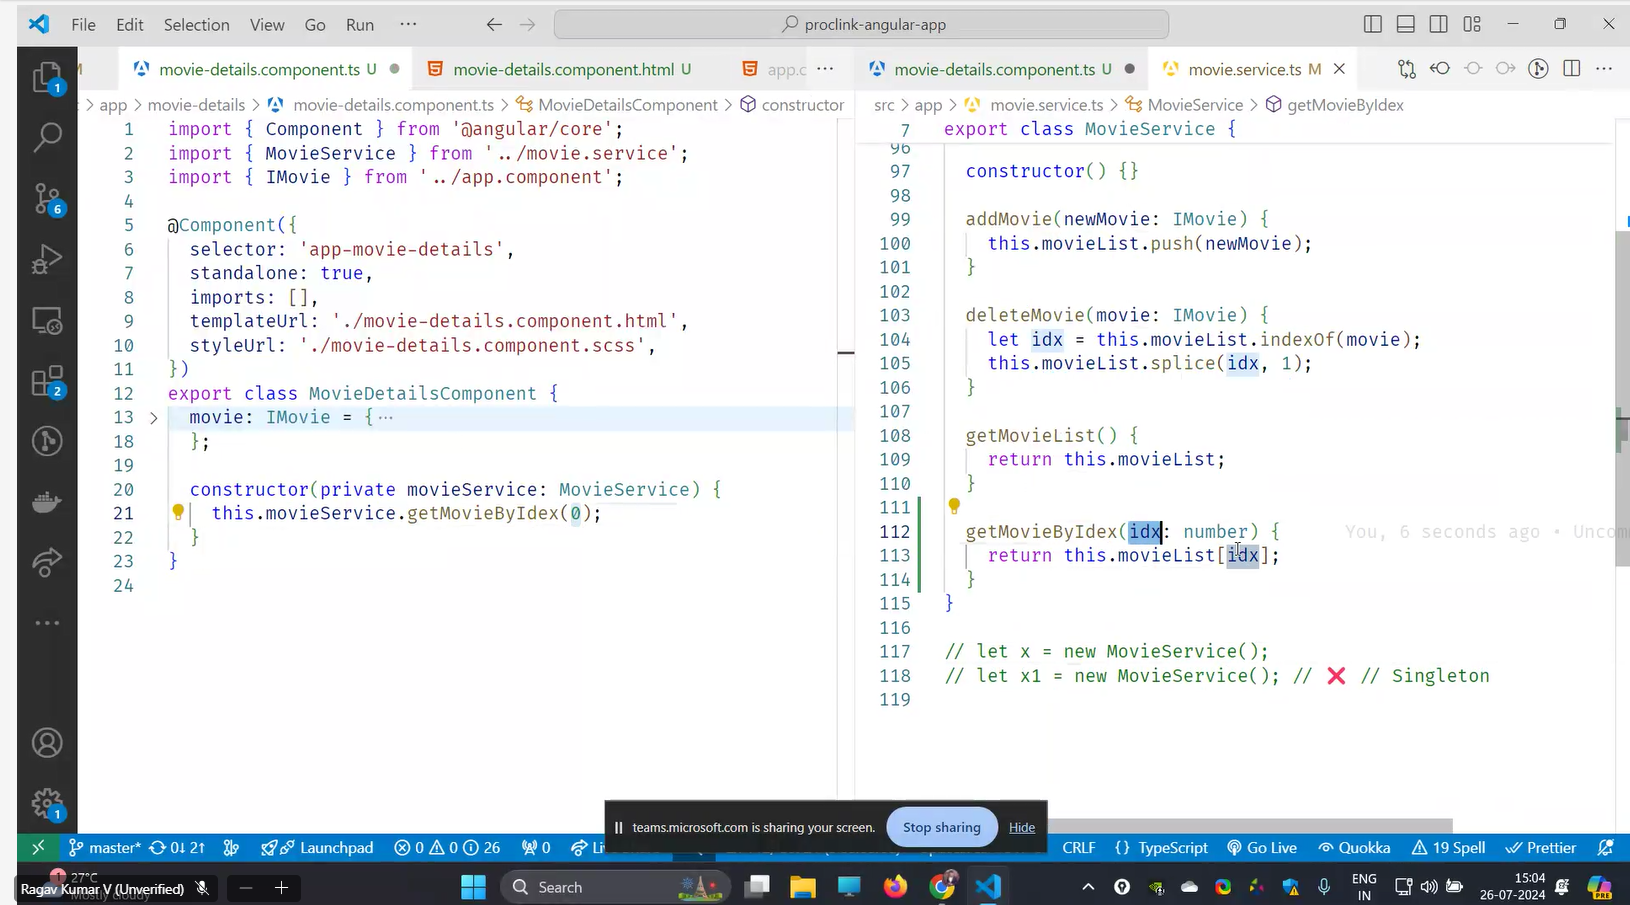 File Edit Selection View Go Run ··· proclink-angular-app
M movie-details.component.ts U movie-details.component.html U app.c ···
movie-details.component.ts U movie.service.ts M
app > movie-details > movie-details.component.ts > MovieDetailsComponent > constructor
src > app > movie.service.ts > MovieService > getMovieByIdex
1 import { Component } from '@angular/core';
2 import { MovieService } from '../movie.service';
3 import { IMovie } from '../app.component';
4
5 @Component({
6 selector: 'app-movie-details',
7 standalone: true,
8 imports: [],
9 templateUrl: './movie-details.component.html',
10 styleUrl: './movie-details.component.scss',
11 })
12 export class MovieDetailsComponent {
13 movie: IMovie = { ···
18 };
19
20 constructor(private movieService: MovieService) {
21 this.movieService.getMovieByIdex(0);
22 }
23 }
24
7 export class MovieService {
96
97 constructor() {}
98
99 addMovie(newMovie: IMovie) {
100 this.movieList.push(newMovie);
101 }
102
103 deleteMovie(movie: IMovie) {
104 let idx = this.movieList.indexOf(movie);
105 this.movieList.splice(idx, 1);
106 }
107
108 getMovieList() {
109 return this.movieList;
110 }
111
112 getMovieByIdex(idx: number) { You, 6 seconds ago • Uncom
113 return this.movieList[idx];
114 }
115 }
116
117 // let x = new MovieService();
118 // let x1 = new MovieService(); // ❌ // Singleton
119
1
6
2
1
teams.microsoft.com is sharing your screen. Stop sharing Hide
master* 0↓ 2↑ Launchpad 0 0 26 0 CRLF {} TypeScript Go Live Quokka 19 Spell Prettier
1 27°C
Mostly cloudy
Ragav Kumar V (Unverified)
Search
ENG
IN
15:04
26-07-2024
PRE